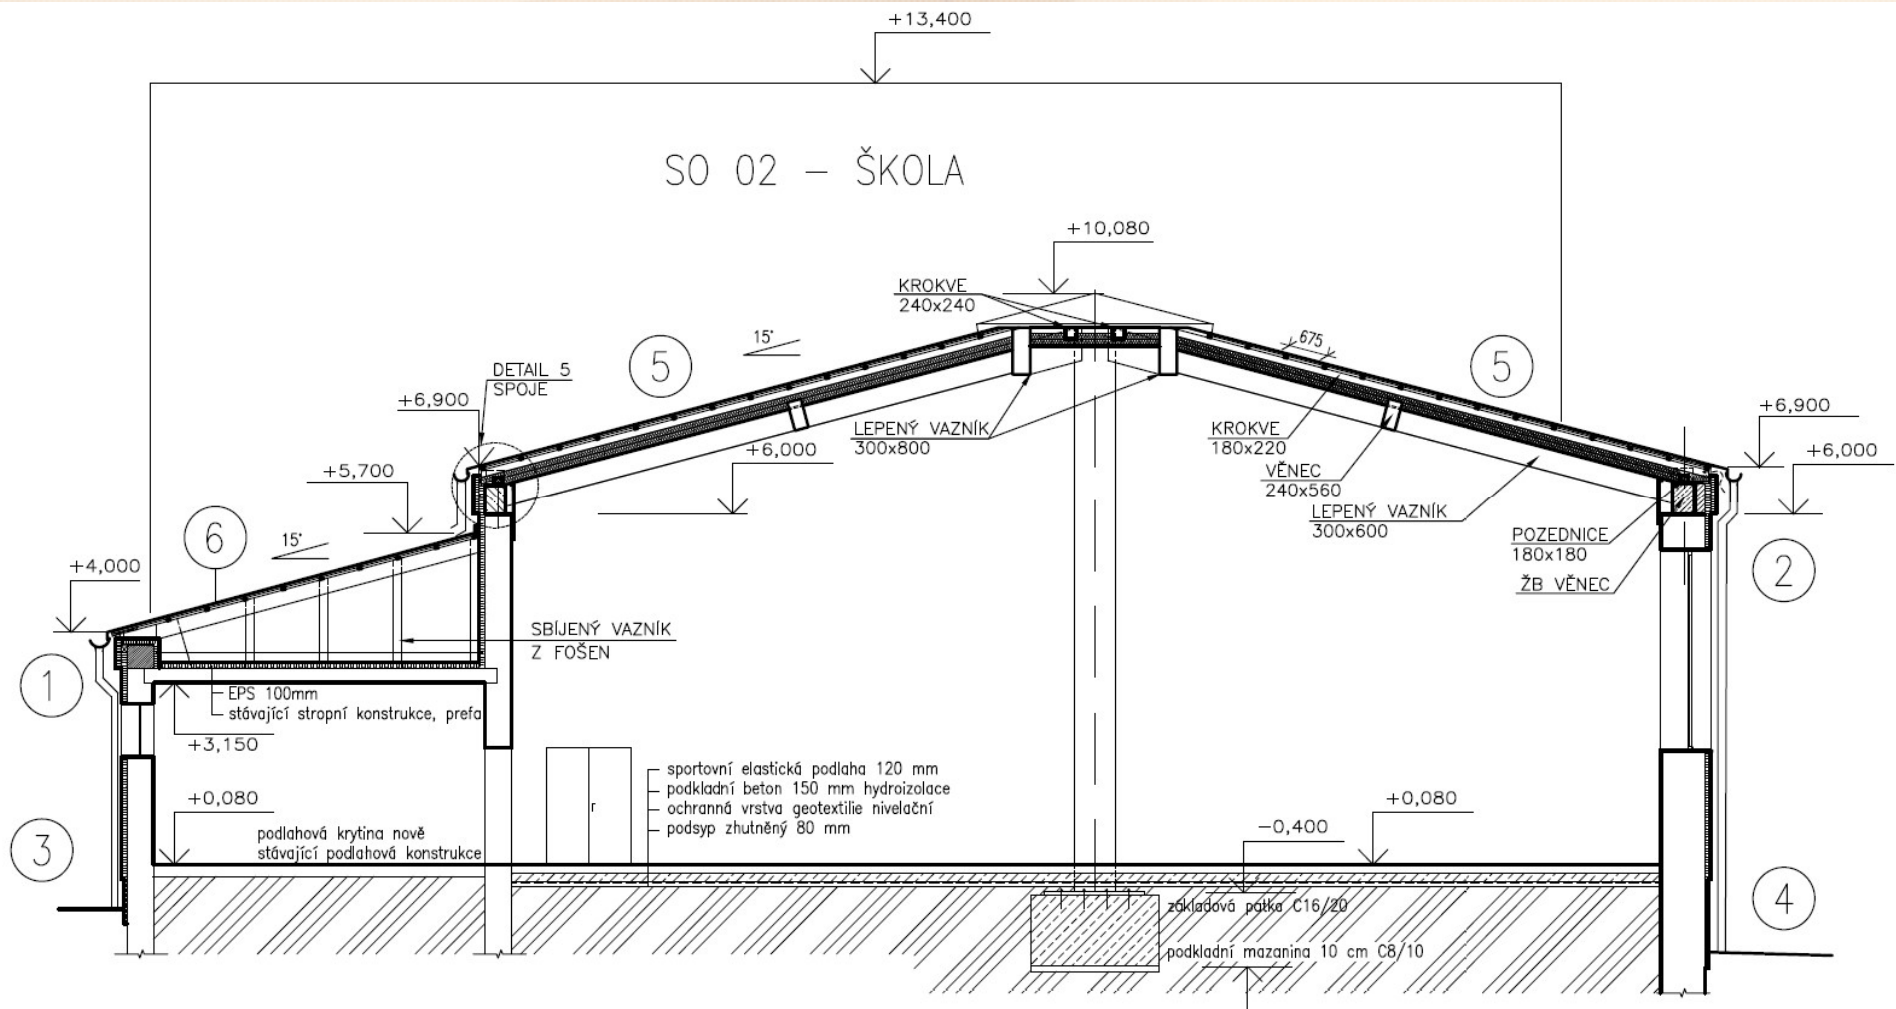 +13,400
SO 02 – ŠKOLA
+10,080
KROKVE
240x240
15°
675
5
5
DETAIL 5
SPOJE
+6,900
+6,900
LEPENÝ VAZNÍK
300x800
KROKVE
180x220
+6,000
+6,000
+5,700
VĚNEC
240x560
LEPENÝ VAZNÍK
300x600
6
15°
POZEDNICE
180x180
2
+4,000
ŽB VĚNEC
SBÍJENÝ VAZNÍK
Z FOŠEN
1
EPS 100mm
stávající stropní konstrukce, prefa
+3,150
sportovní elastická podlaha 120 mm
podkladní beton 150 mm hydroizolace
ochranná vrstva geotextilie nivelační
podsyp zhutněný 80 mm
+0,080
+0,080
-0,400
podlahová krytina nově
stávající podlahová konstrukce
3
4
základová patka C16/20
podkladní mazanina 10 cm C8/10